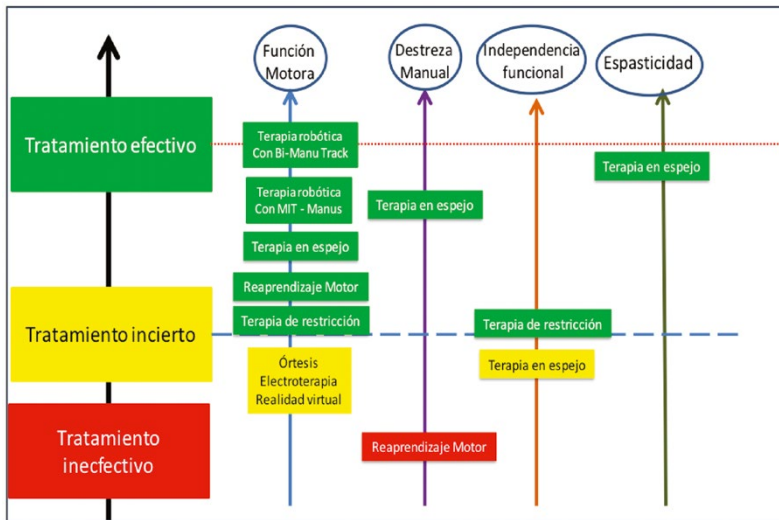 Función
Motora
Destreza
Manual
Independencia
funcional
Espasticidad
Tratamiento efectivo
Terapia robótica
Con Bi-Manu Track
Terapia en espejo
Terapia robótica
Con MIT - Manus
Terapia en espejo
Terapia en espejo
Reaprendizaje Motor
Tratamiento incierto
Terapia de restricción
Terapia de restricción
Órtesis
Electroterapia
Realidad virtual
Terapia en espejo
Tratamiento
inecfectivo
Reaprendizaje Motor